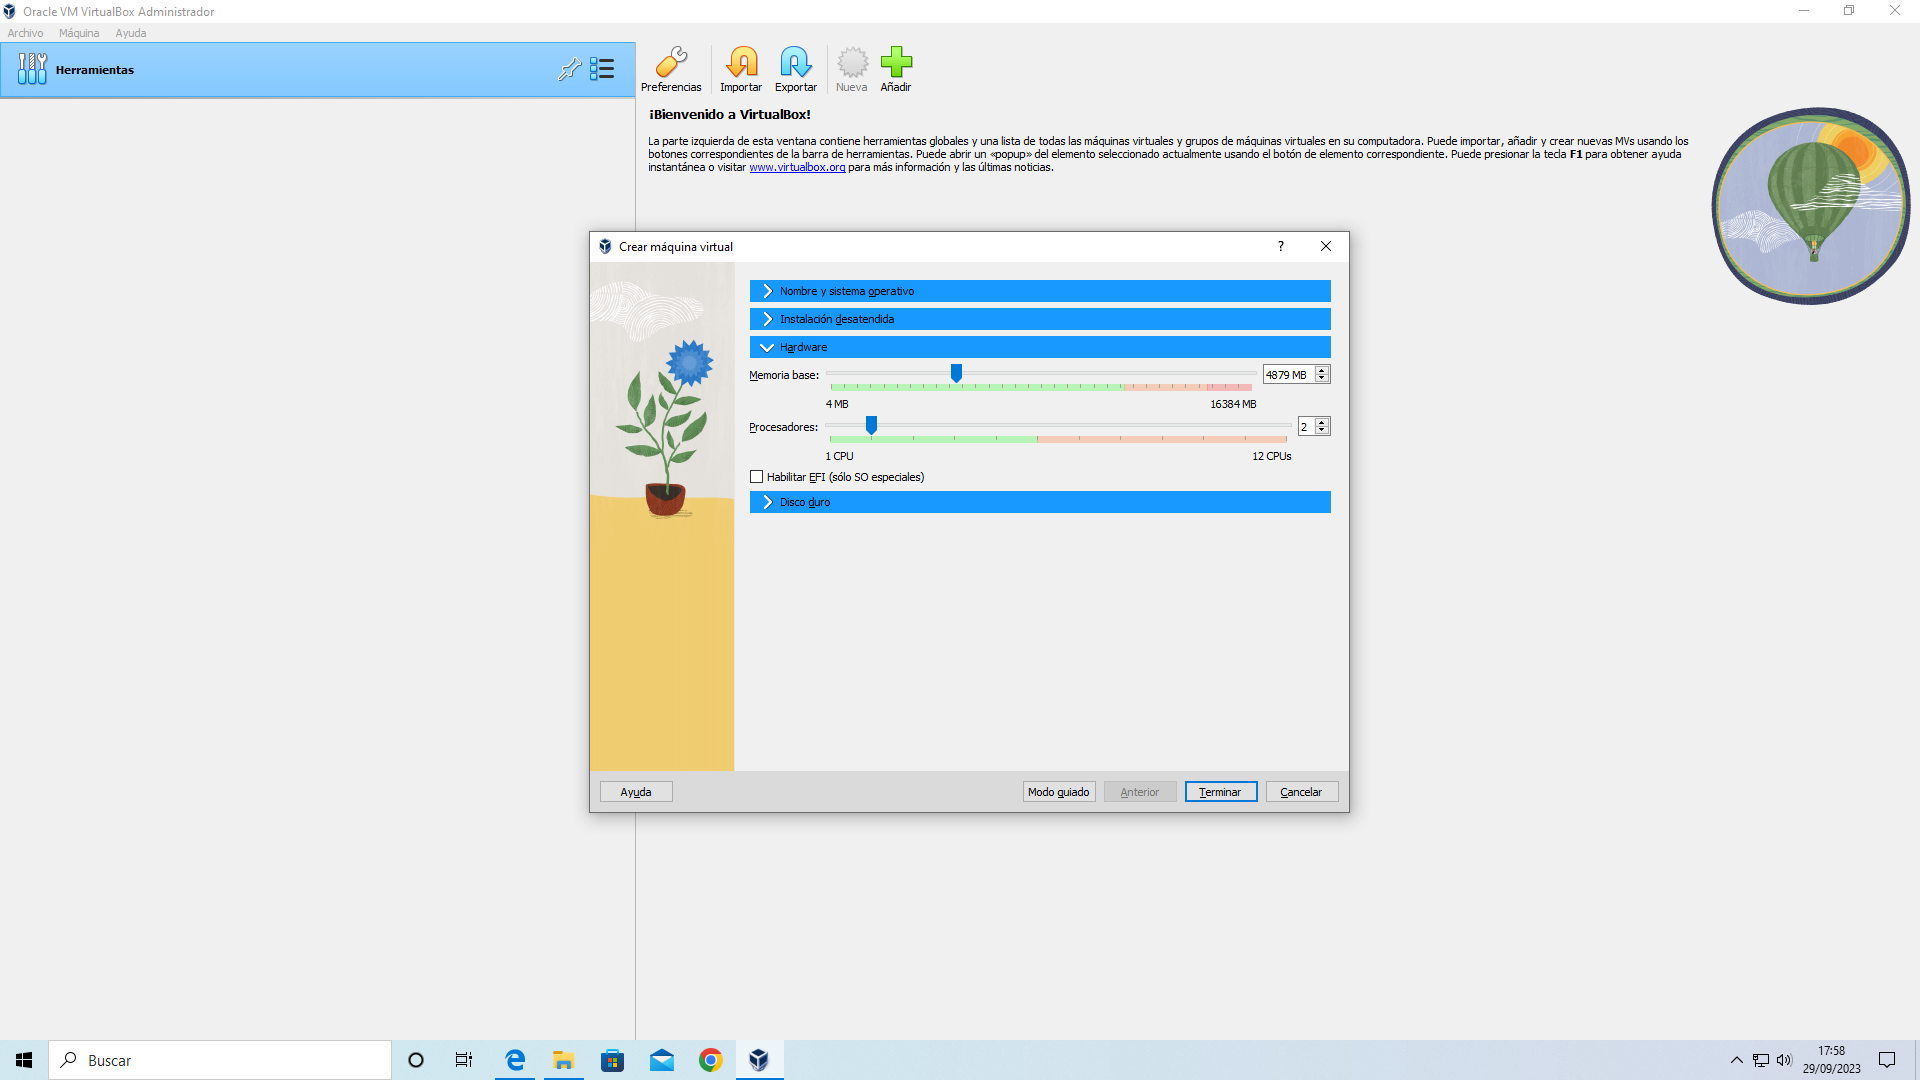 Oracle VM VirtualBox Administrador
Archivo Máquina Ayuda
Herramientas
Preferencias Importar Exportar Nueva Añadir
¡Bienvenido a VirtualBox!
La parte izquierda de esta ventana contiene herramientas globales y una lista de todas las máquinas virtuales y grupos de máquinas virtuales en su computadora. Puede importar, añadir y crear nuevas MVs usando los
botones correspondientes de la barra de herramientas. Puede abrir un «popup» del elemento seleccionado actualmente usando el botón de elemento correspondiente. Puede presionar la tecla F1 para obtener ayuda
instantánea o visitar www.virtualbox.org para más información y las últimas noticias.
Crear máquina virtual ?
Nombre y sistema operativo
Instalación desatendida
Hardware
Memoria base: 4879 MB
4 MB 16384 MB
Procesadores: 2
1 CPU 12 CPUs
Habilitar EFI (sólo SO especiales)
Disco duro
Ayuda Modo guiado Anterior Terminar Cancelar
Buscar
17:58
29/09/2023